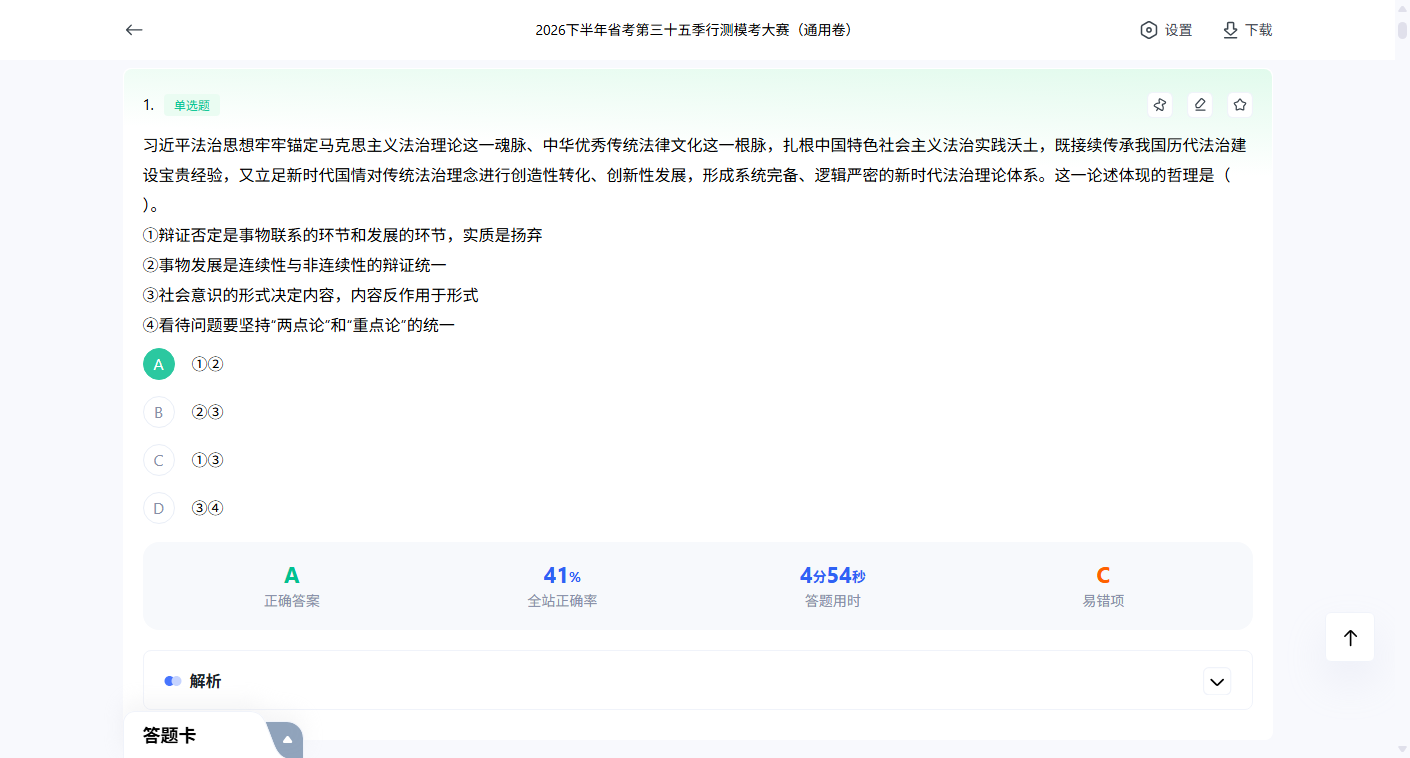 2026下半年省考第三十五季行测模考大赛（通用卷）
设置
下载
1. 单选题
习近平法治思想牢牢锚定马克思主义法治理论这一魂脉、中华优秀传统法律文化这一根脉，扎根中国特色社会主义法治实践沃土，既接续传承我国历代法治建
设宝贵经验，又立足新时代国情对传统法治理念进行创造性转化、创新性发展，形成系统完备、逻辑严密的新时代法治理论体系。这一论述体现的哲理是（
）。
①辩证否定是事物联系的环节和发展的环节，实质是扬弃
②事物发展是连续性与非连续性的辩证统一
③社会意识的形式决定内容，内容反作用于形式
④看待问题要坚持“两点论”和“重点论”的统一
A ①②
B ②③
C ①③
D ③④
A 41% 4分54秒 C
正确答案 全站正确率 答题用时 易错项
解析
答题卡